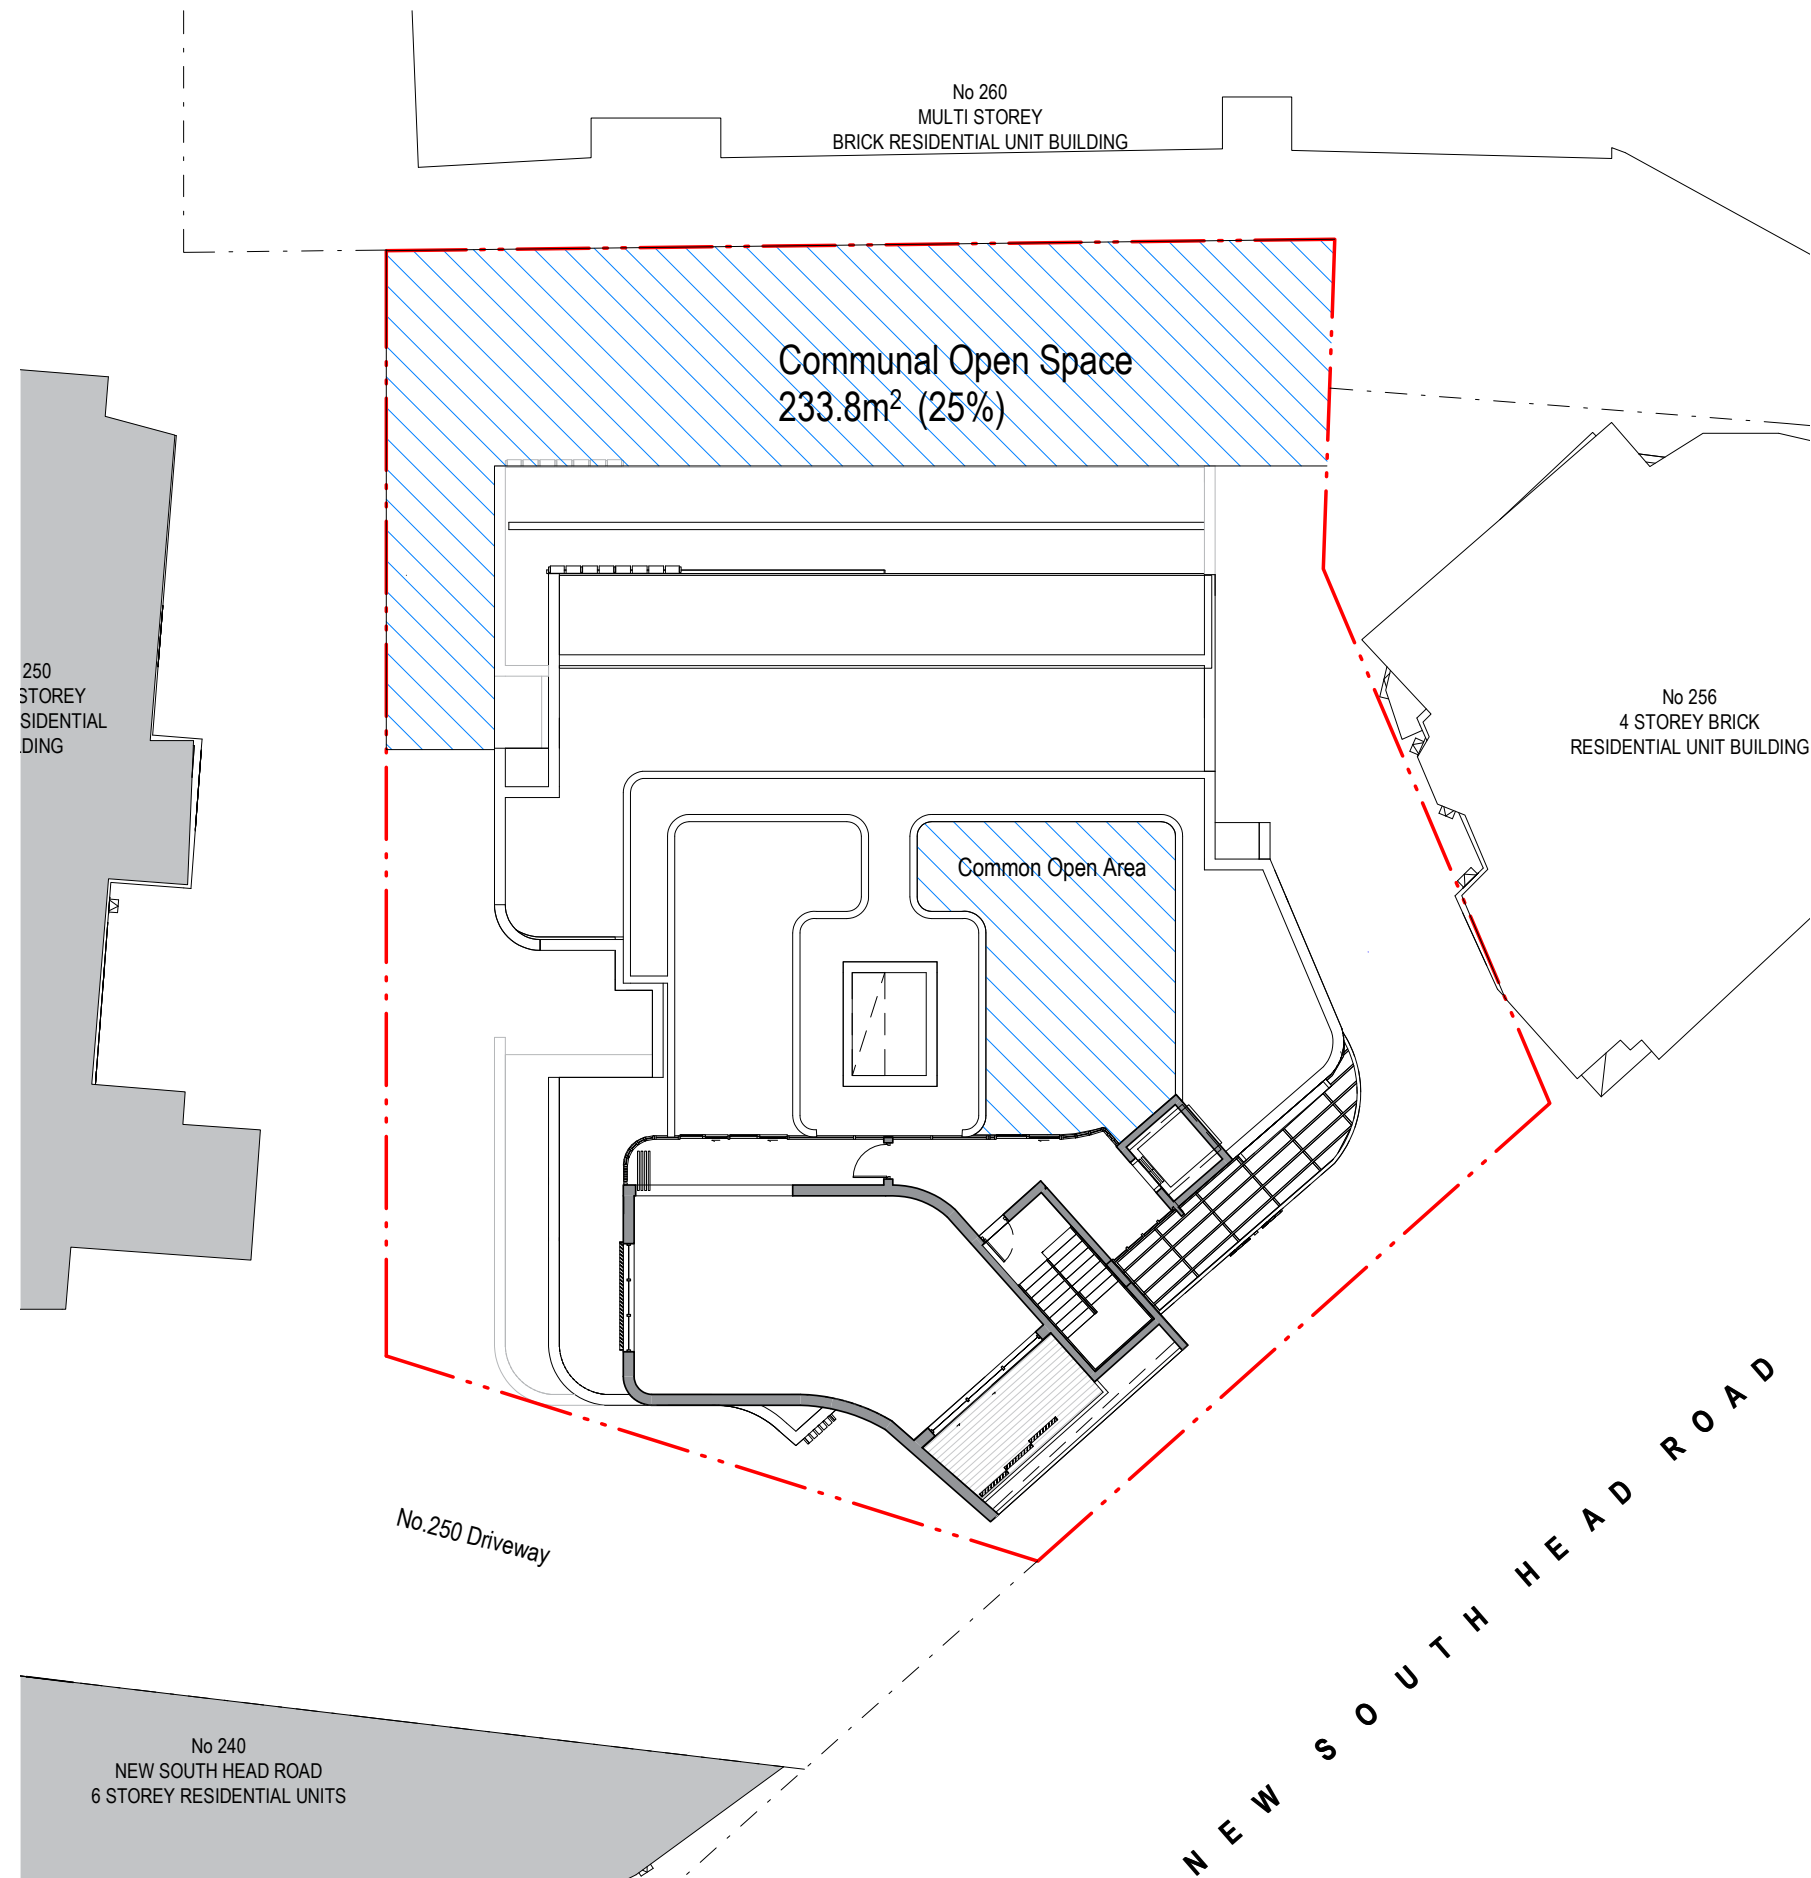 No 260
MULTI STOREY
BRICK RESIDENTIAL UNIT BUILDING
Communal Open Space
233.8m² (25%)
250
STOREY
SIDENTIAL
DING
No 256
4 STOREY BRICK
RESIDENTIAL UNIT BUILDING
Common Open Area
No.250 Driveway
NEW SOUTH HEAD ROAD
No 240
NEW SOUTH HEAD ROAD
6 STOREY RESIDENTIAL UNITS